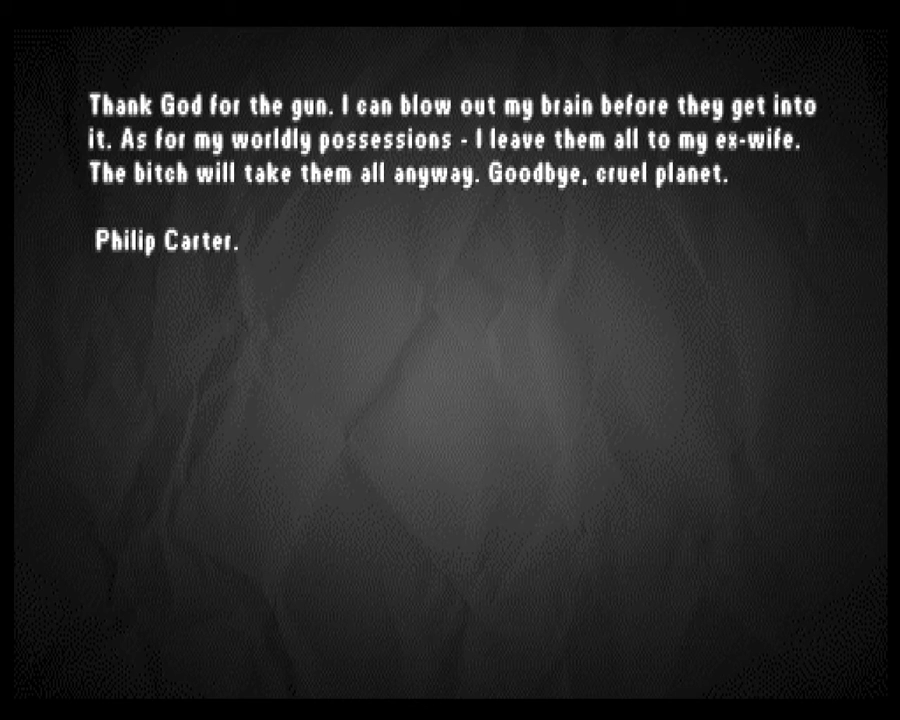 Thank God for the gun. I can blow out my brain before they get into
it. As for my worldly possessions - I leave them all to my ex-wife.
The bitch will take them all anyway. Goodbye, cruel planet.
Philip Carter.